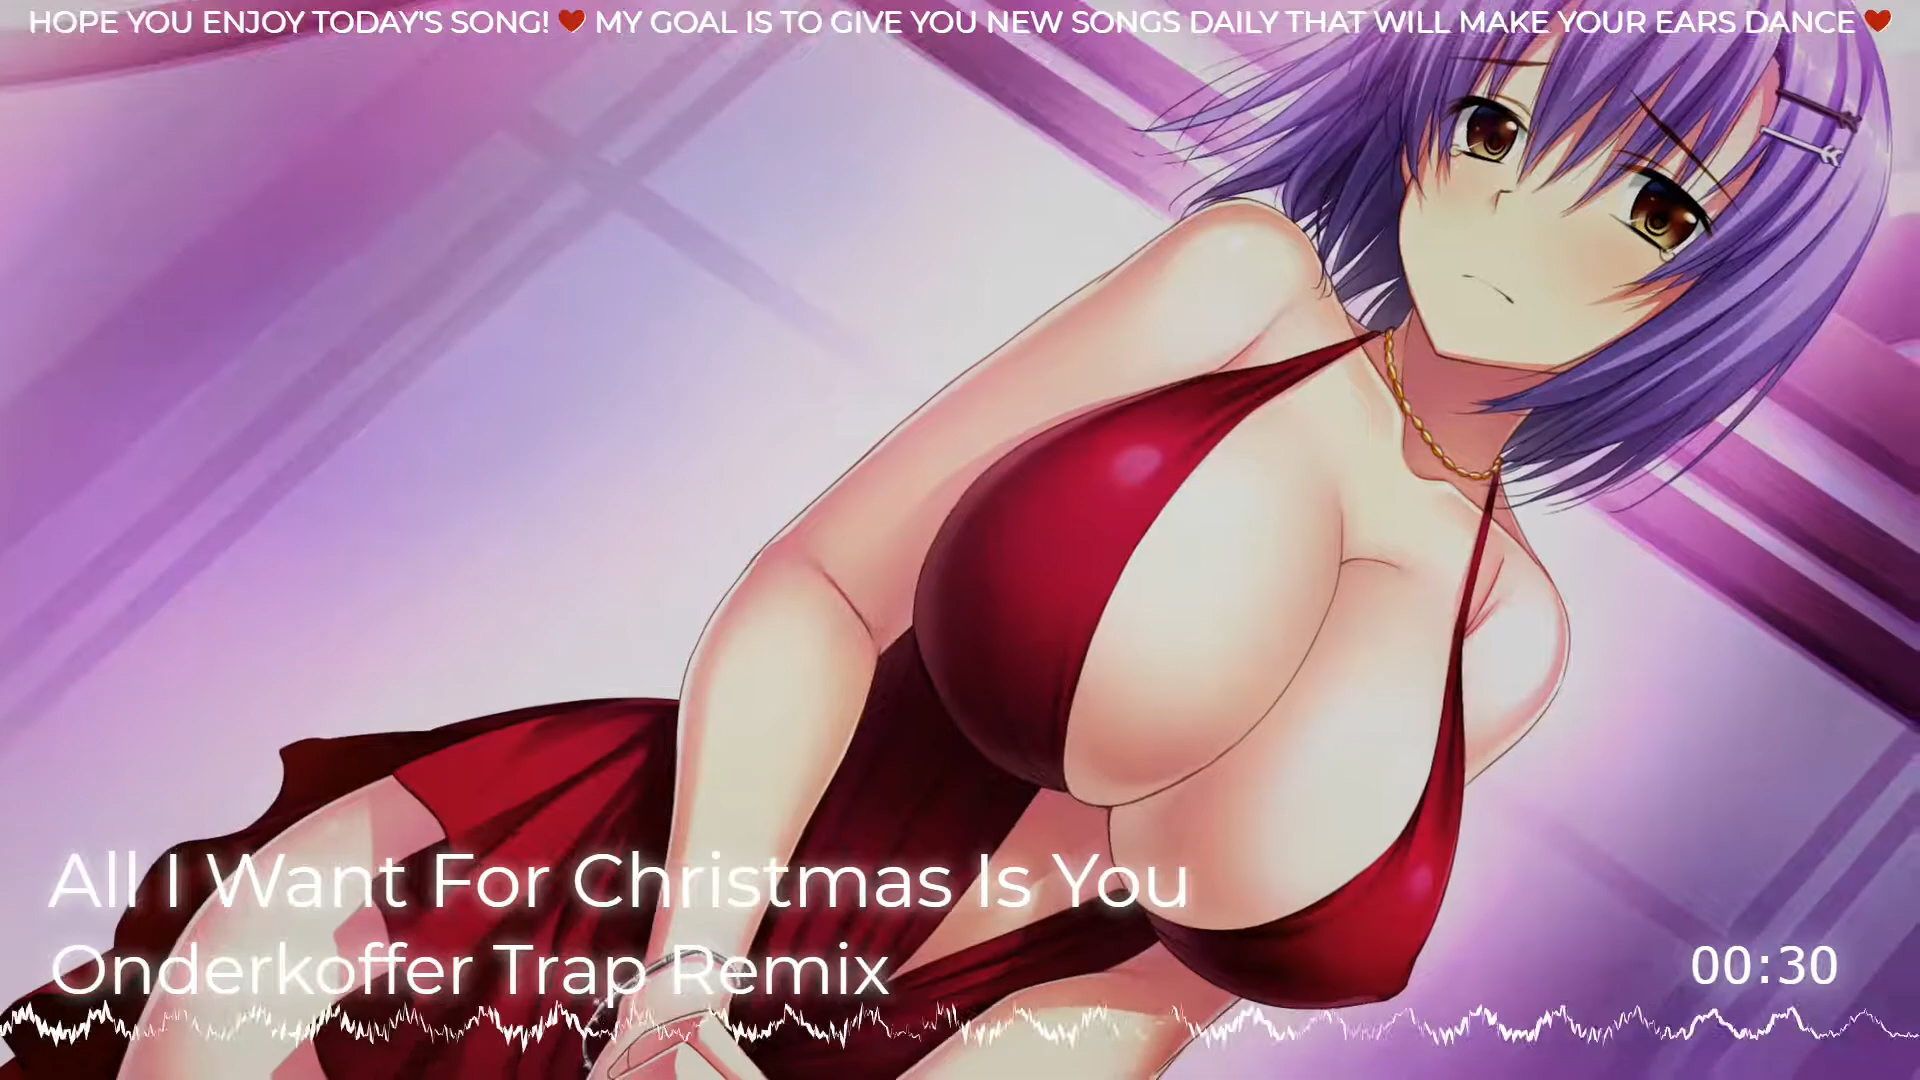 HOPE YOU ENJOY TODAY'S SONG! ❤ MY GOAL IS TO GIVE YOU NEW SONGS DAILY THAT WILL MAKE YOUR EARS DANCE ❤
All I Want For Christmas Is You
Onderkoffer Trap Remix
00:30